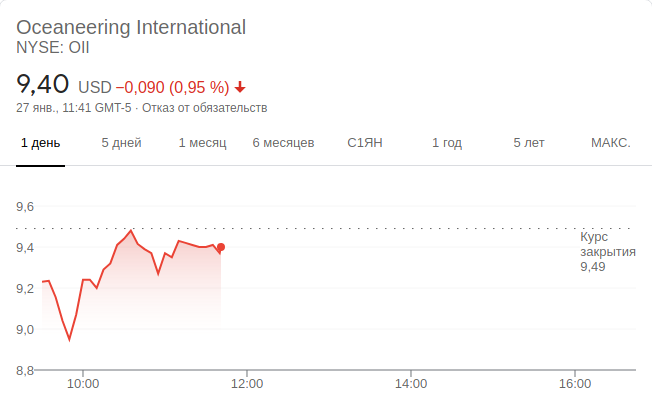 Oceaneering International
NYSE: OII
9,40 USD −0,090 (0,95 %)
27 янв., 11:41 GMT-5 · Отказ от обязательств
1 день 5 дней 1 месяц 6 месяцев С1ЯН 1 год 5 лет МАКС.
9,6
Курс
9,4
закрытия
9,49
9,2
9,0
8,8
10:00 12:00 14:00 16:00